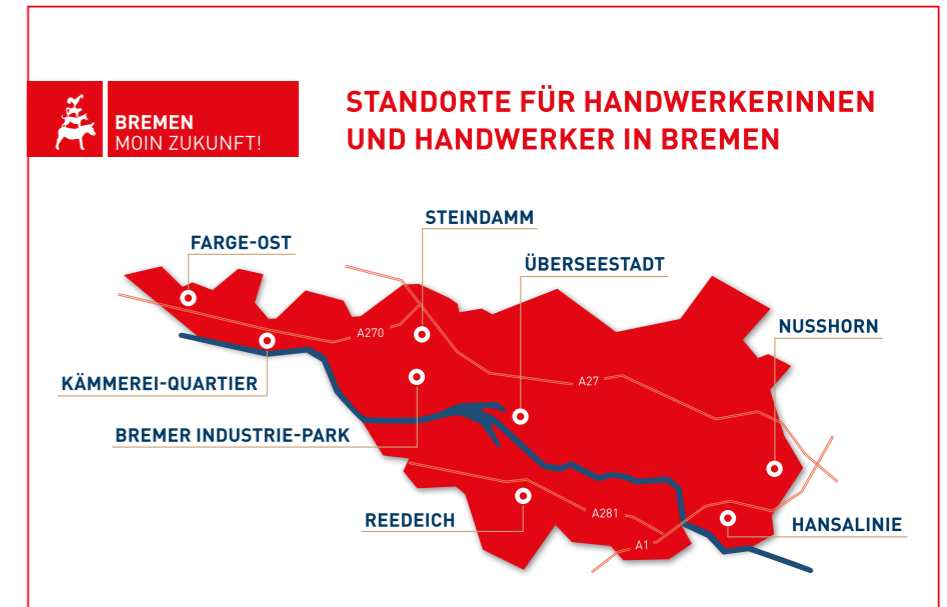 BREMEN
MOIN ZUKUNFT!
STANDORTE FÜR HANDWERKERINNEN
UND HANDWERKER IN BREMEN
STEINDAMM
FARGE-OST
ÜBERSEESTADT
NUSSHORN
A270
KÄMMEREI-QUARTIER
A27
BREMER INDUSTRIE-PARK
REEDEICH
A281
HANSALINIE
A1